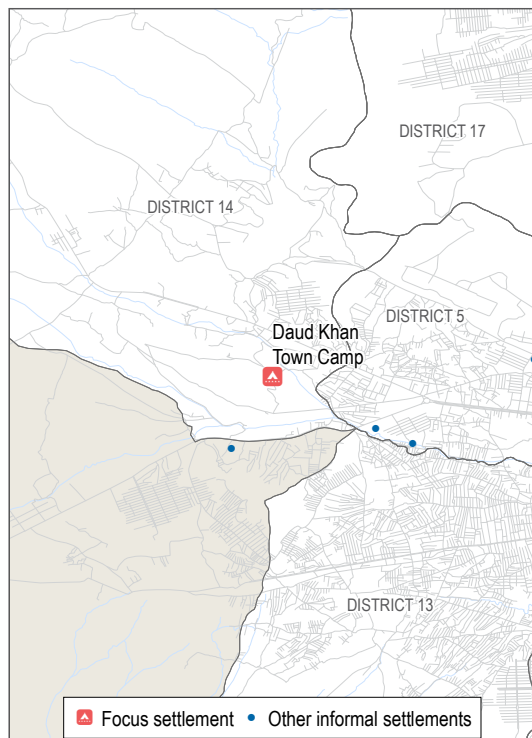 DISTRICT 17
DISTRICT 14
DISTRICT 5
Daud Khan
Town Camp
DISTRICT 13
Focus settlement
Other informal settlements